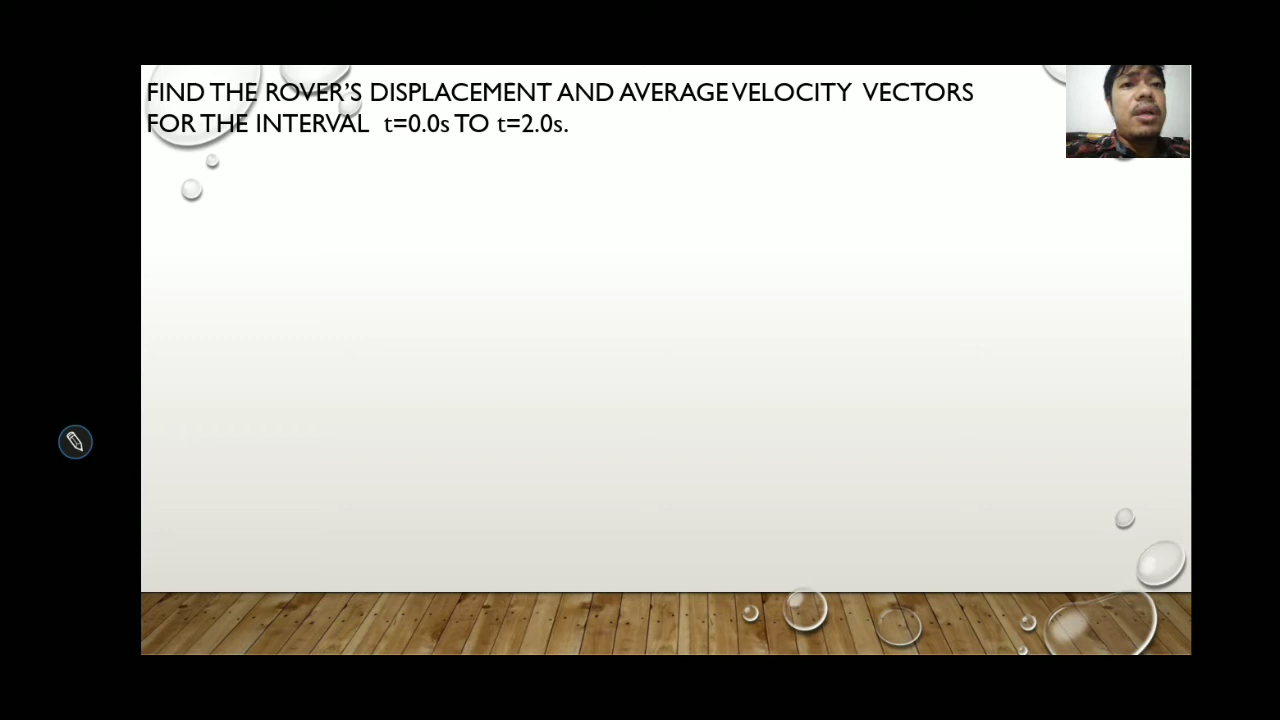 FIND THE ROVER’S DISPLACEMENT AND AVERAGE VELOCITY VECTORS
FOR THE INTERVAL t=0.0s TO t=2.0s.